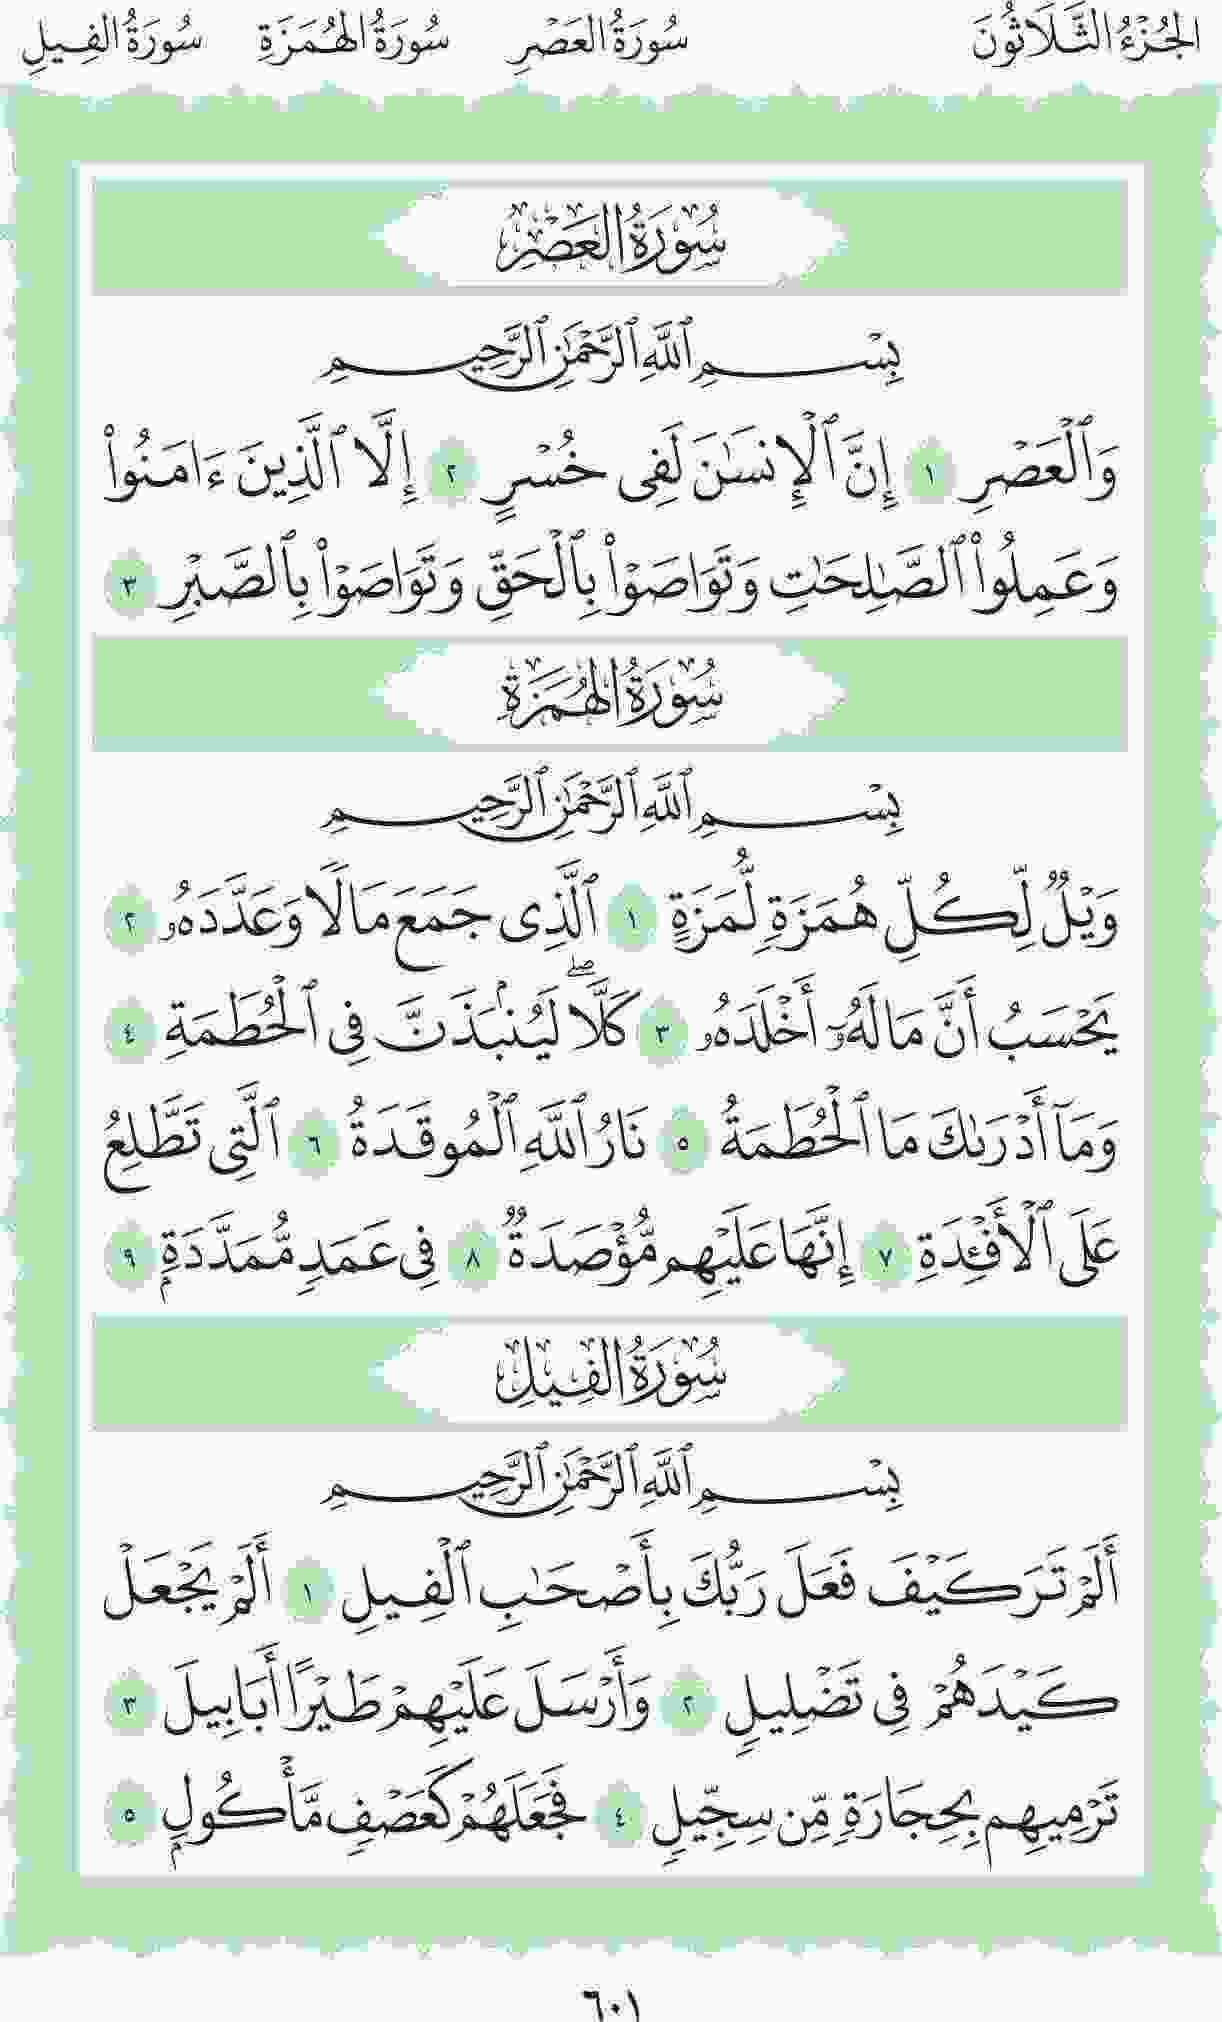 الجُزْءُ الثَّلَاثُونَ سُورَةُ العَصْرِ سُورَةُ الهُمَزَةِ سُورَةُ الفِيلِ
سُورَةُ العَصْرِ
بِسْمِ ٱللَّهِ ٱلرَّحْمَٰنِ ٱلرَّحِيمِ
وَٱلْعَصْرِ ١ إِنَّ ٱلْإِنسَٰنَ لَفِى خُسْرٍ ٢ إِلَّا ٱلَّذِينَ ءَامَنُوا۟
وَعَمِلُوا۟ ٱلصَّٰلِحَٰتِ وَتَوَاصَوْا۟ بِٱلْحَقِّ وَتَوَاصَوْا۟ بِٱلصَّبْرِ ٣
سُورَةُ الهُمَزَةِ
بِسْمِ ٱللَّهِ ٱلرَّحْمَٰنِ ٱلرَّحِيمِ
وَيْلٌ لِّكُلِّ هُمَزَةٍ لُّمَزَةٍ ١ ٱلَّذِى جَمَعَ مَالًا وَعَدَّدَهُۥ ٢
يَحْسَبُ أَنَّ مَالَهُۥٓ أَخْلَدَهُۥ ٣ كَلَّا ۖ لَيُنۢبَذَنَّ فِى ٱلْحُطَمَةِ ٤
وَمَآ أَدْرَىٰكَ مَا ٱلْحُطَمَةُ ٥ نَارُ ٱللَّهِ ٱلْمُوقَدَةُ ٦ ٱلَّتِى تَطَّلِعُ
عَلَى ٱلْأَفْـِٔدَةِ ٧ إِنَّهَا عَلَيْهِم مُّؤْصَدَةٌ ٨ فِى عَمَدٍ مُّمَدَّدَةٍۭ ٩
سُورَةُ الفِيلِ
بِسْمِ ٱللَّهِ ٱلرَّحْمَٰنِ ٱلرَّحِيمِ
أَلَمْ تَرَ كَيْفَ فَعَلَ رَبُّكَ بِأَصْحَٰبِ ٱلْفِيلِ ١ أَلَمْ يَجْعَلْ
كَيْدَهُمْ فِى تَضْلِيلٍ ٢ وَأَرْسَلَ عَلَيْهِمْ طَيْرًا أَبَابِيلَ ٣
تَرْمِيهِم بِحِجَارَةٍ مِّن سِجِّيلٍ ٤ فَجَعَلَهُمْ كَعَصْفٍ مَّأْكُولٍۭ ٥
٦٠١